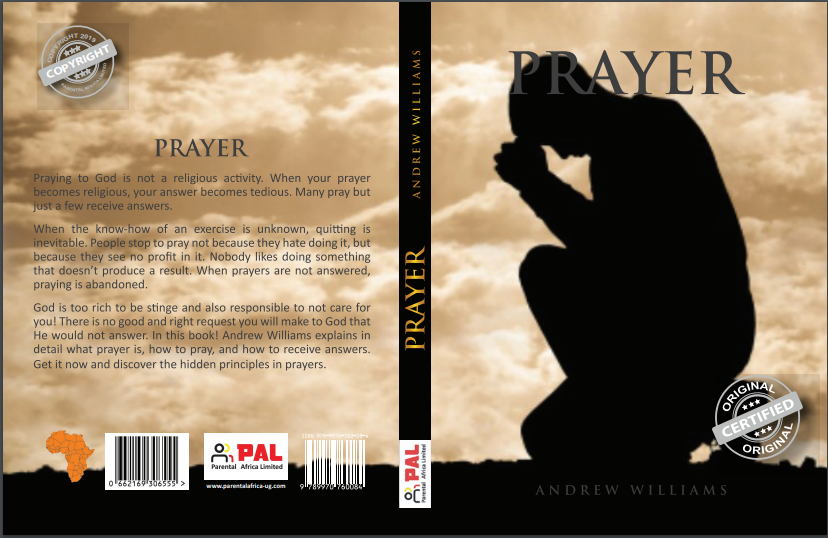 COPYRIGHT 2019
COPYRIGHT
PRAYER
Praying to God is not a religious activity. When your prayer
becomes religious, your answer becomes tedious. Many pray but
just a few receive answers.
When the know-how of an exercise is unknown, quitting is
inevitable. People stop to pray not because they hate doing it, but
because they see no profit in it. Nobody likes doing something
that doesn't produce a result. When prayers are not answered,
praying is abandoned.
God is too rich to be stinge and also responsible to not care for
you! There is no good and right request you will make to God that
He would not answer. In this book! Andrew Williams explains in
detail what prayer is, how to pray, and how to receive answers.
Get it now and discover the hidden principles in prayers.
0 662169 306555 >
PAL
Parental Africa Limited
www.parentalafrica-ug.com
9 789970 760084
ANDREW WILLIAMS
PRAYER
PAL
Parental Africa Limited
PRAYER
ORIGINAL
CERTIFIED
ORIGINAL
ANDREW WILLIAMS